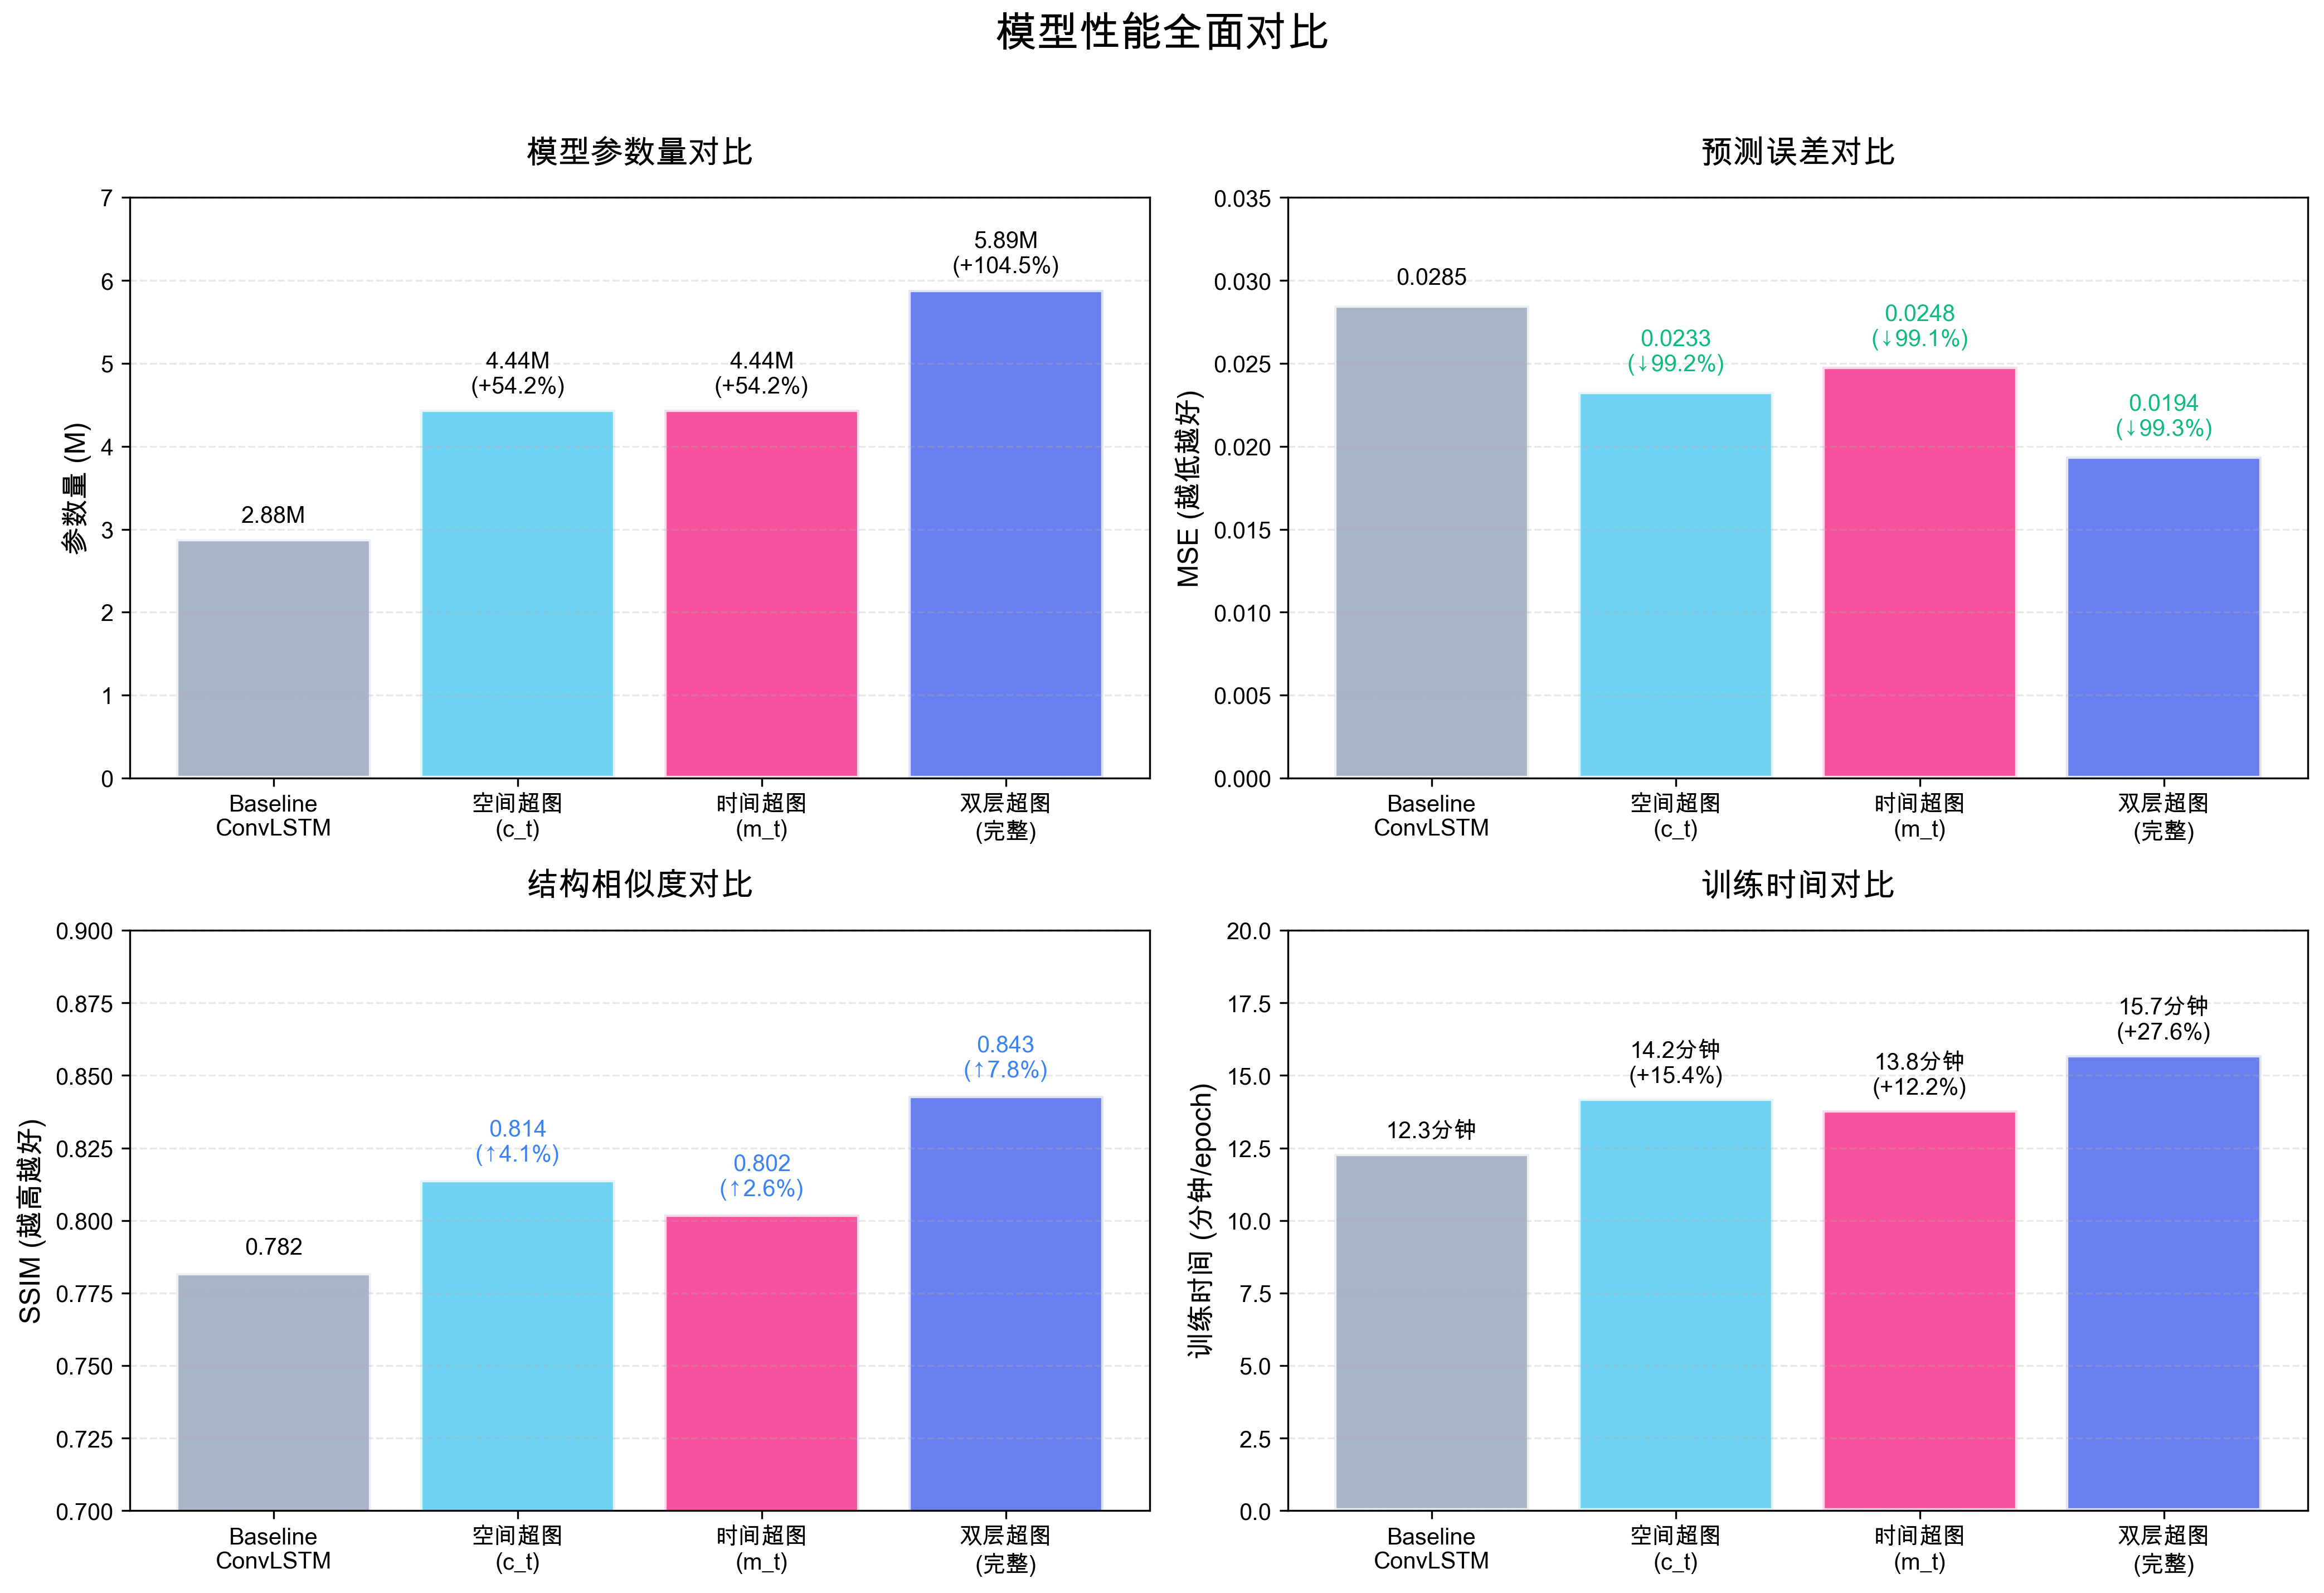 模型性能全面对比
模型参数量对比
参数量 (M)
7
6
5
4
3
2
1
0
2.88M
4.44M
(+54.2%)
4.44M
(+54.2%)
5.89M
(+104.5%)
Baseline
ConvLSTM
空间超图
(c_t)
时间超图
(m_t)
双层超图
(完整)
预测误差对比
MSE (越低越好)
0.035
0.030
0.025
0.020
0.015
0.010
0.005
0.000
0.0285
0.0233
(↓99.2%)
0.0248
(↓99.1%)
0.0194
(↓99.3%)
Baseline
ConvLSTM
空间超图
(c_t)
时间超图
(m_t)
双层超图
(完整)
结构相似度对比
SSIM (越高越好)
0.900
0.875
0.850
0.825
0.800
0.775
0.750
0.725
0.700
0.782
0.814
(↑4.1%)
0.802
(↑2.6%)
0.843
(↑7.8%)
Baseline
ConvLSTM
空间超图
(c_t)
时间超图
(m_t)
双层超图
(完整)
训练时间对比
训练时间 (分钟/epoch)
20.0
17.5
15.0
12.5
10.0
7.5
5.0
2.5
0.0
12.3分钟
14.2分钟
(+15.4%)
13.8分钟
(+12.2%)
15.7分钟
(+27.6%)
Baseline
ConvLSTM
空间超图
(c_t)
时间超图
(m_t)
双层超图
(完整)